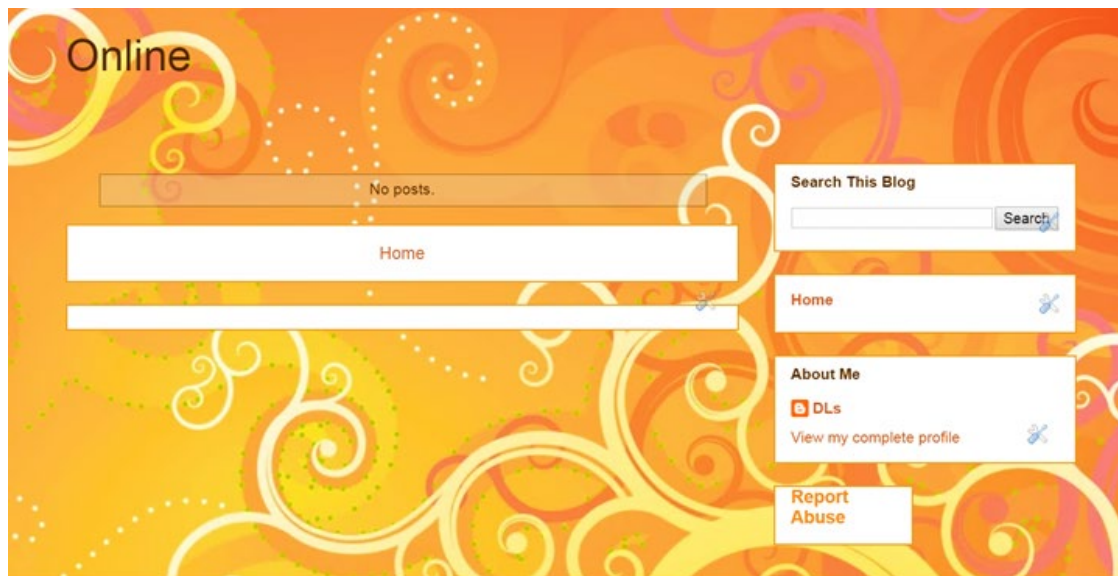 Online
No posts.
Home
Search This Blog
Search
Home
About Me
DLs
View my complete profile
Report
Abuse